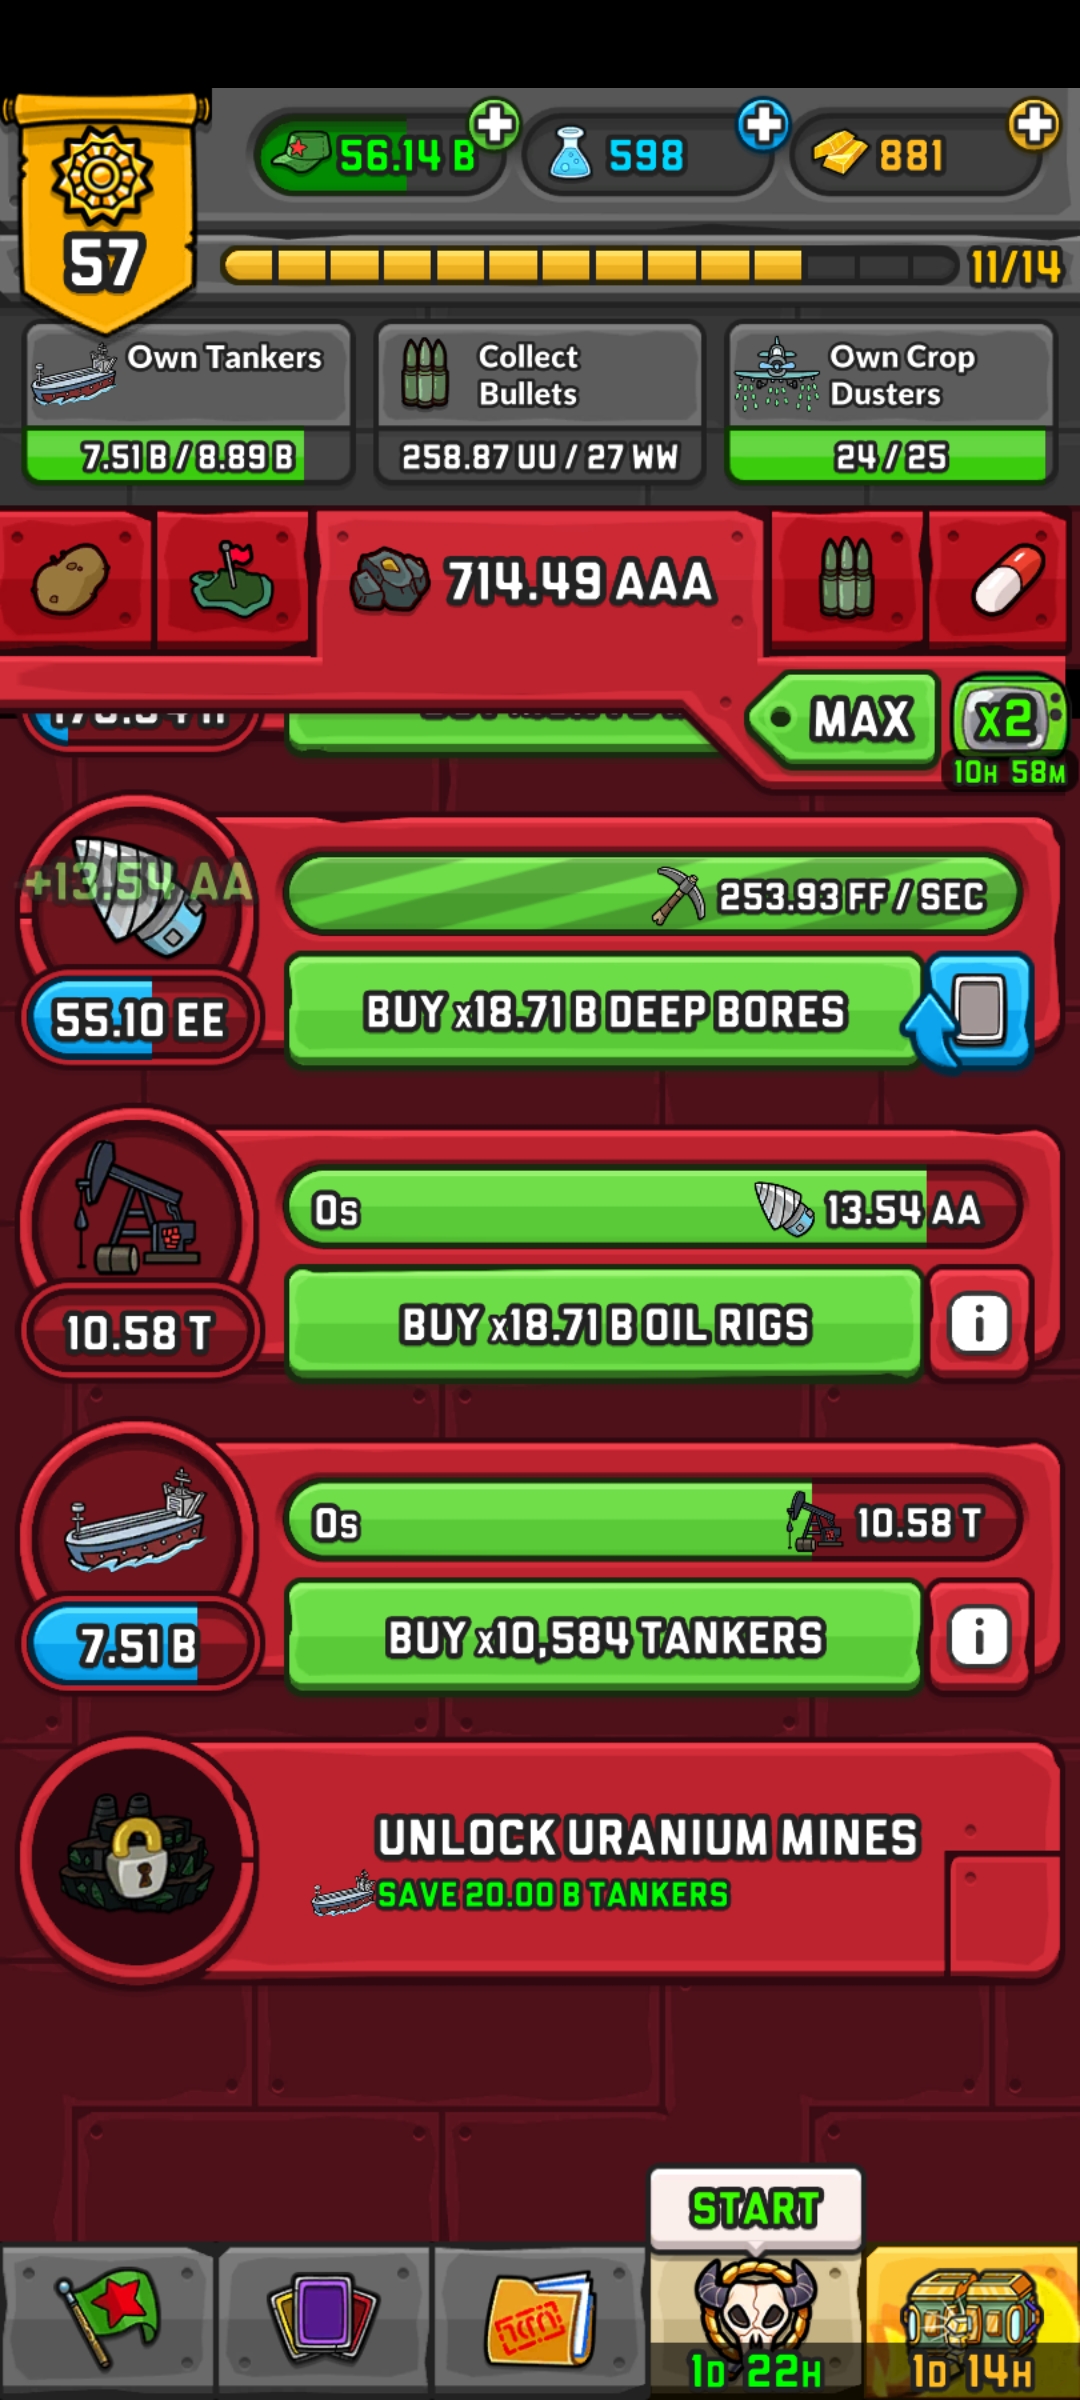 56.14 B
598
881
57
11/14
Own Tankers
7.51 B / 8.89 B
Collect
Bullets
258.87 UU / 27 WW
Own Crop
Dusters
24 / 25
714.49 AAA
MAX
x2
10H 58M
+13.54 AA
253.93 FF / SEC
55.10 EE
BUY x18.71 B DEEP BORES
0s
13.54 AA
10.58 T
BUY x18.71 B OIL RIGS
i
0s
10.58 T
7.51 B
BUY x10,584 TANKERS
i
UNLOCK URANIUM MINES
SAVE 20.00 B TANKERS
START
1D 22H
1D 14H